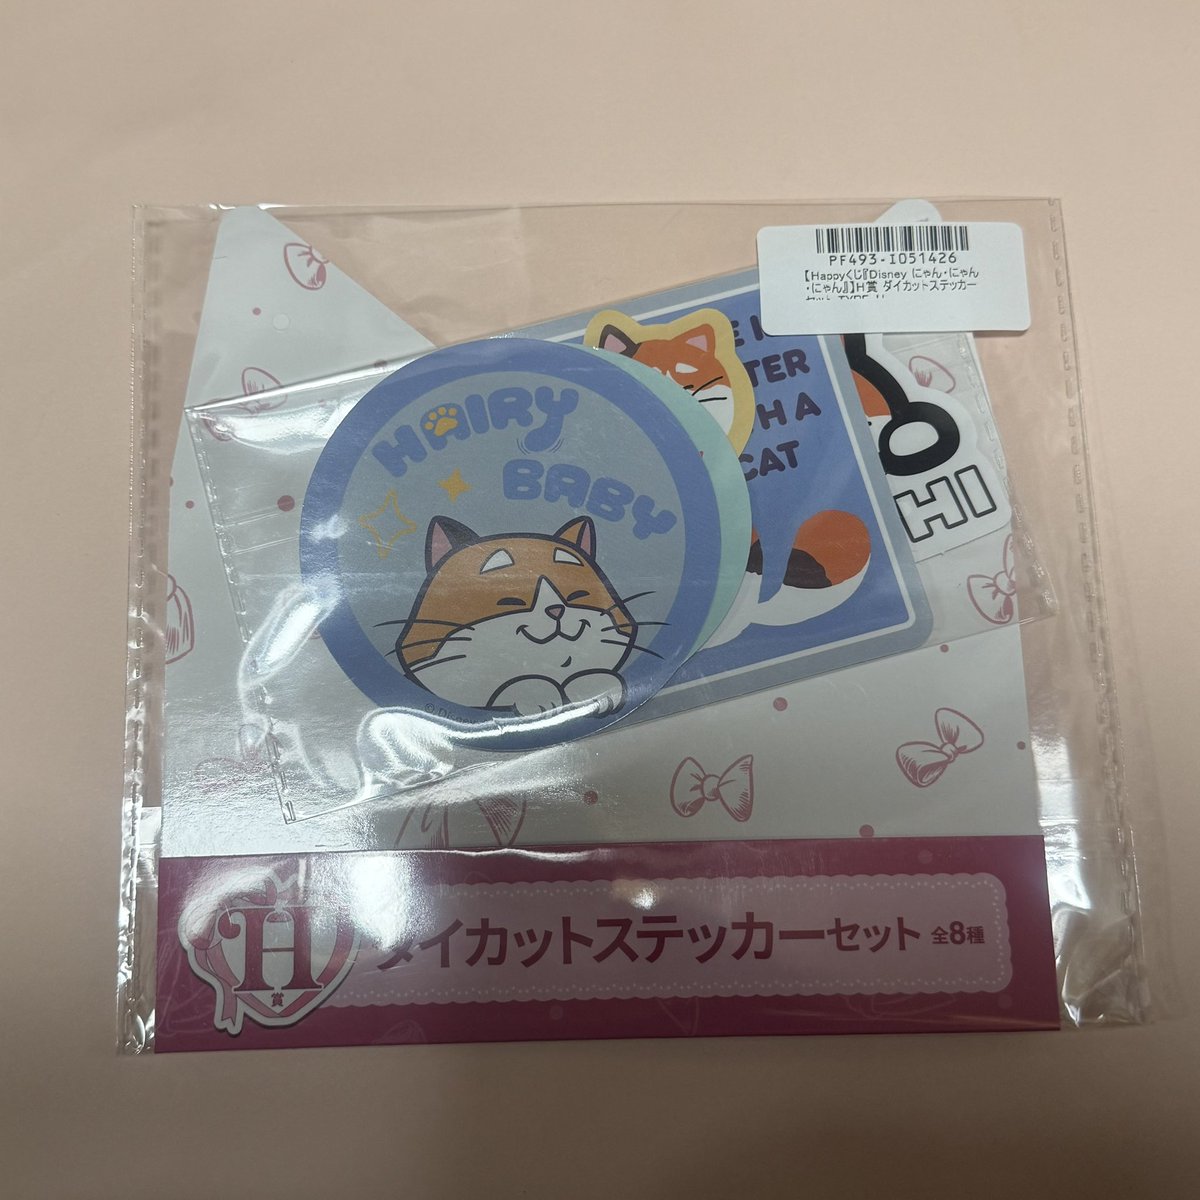 PF493-I051426
【Happyくじ『Disney にゃん・にゃん
・にゃん』】H賞 ダイカットステッカー
HAIRY
BABY
TER
H A
CAT
HI
© Disney
H
賞
ダイカットステッカーセット 全8種